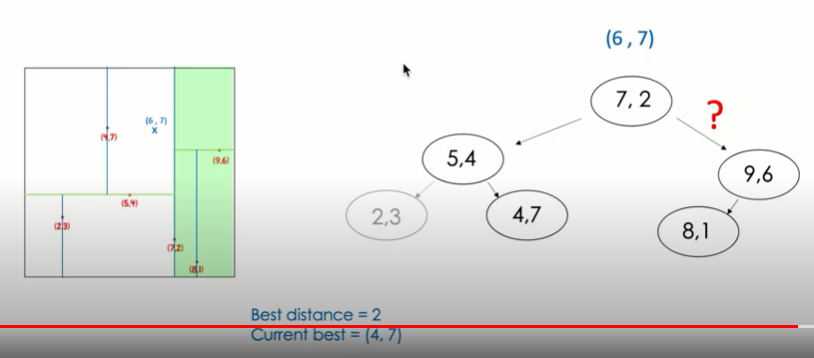 (6 , 7)
7, 2
?
5,4
9,6
2,3
4,7
8,1
(6 , 7)
x
(4,7)
(9,6)
(5,4)
(2,3)
(7,2)
(8,1)
Best distance = 2
Current best = (4, 7)